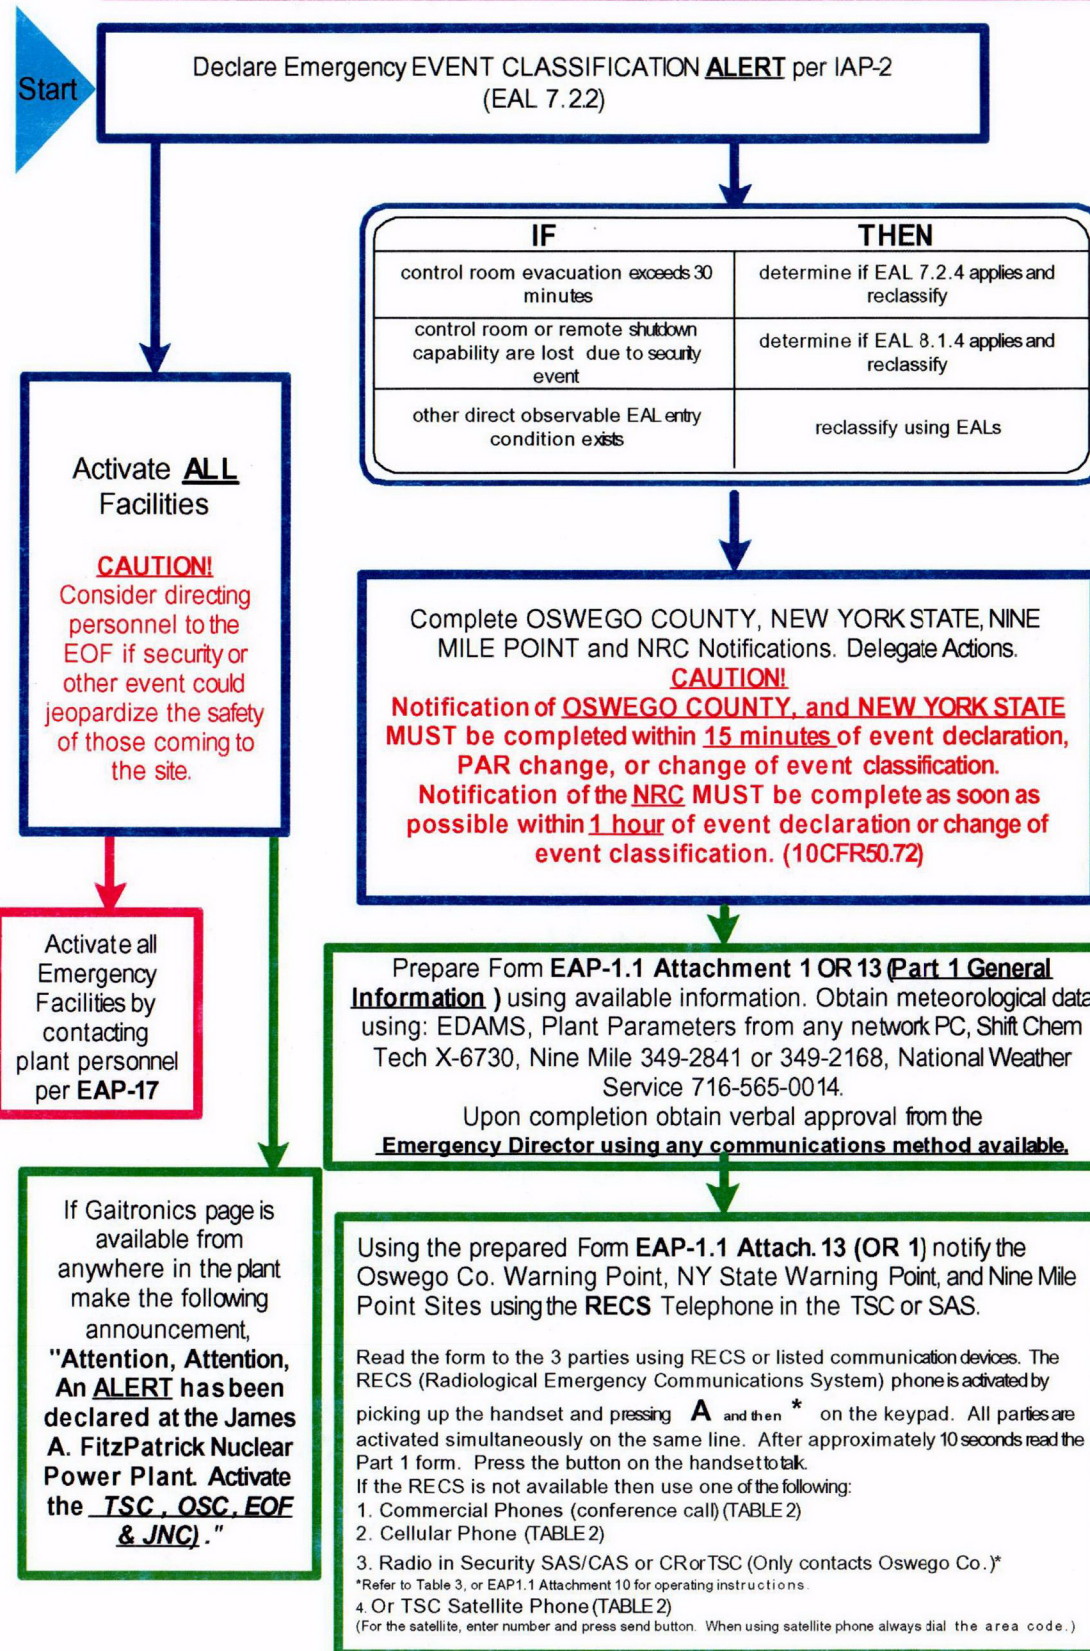 Start
Declare Emergency EVENT CLASSIFICATION ALERT per IAP-2
(EAL 7.2.2)
IF
THEN
control room evacuation exceeds 30
minutes
determine if EAL 7.2.4 applies and
reclassify
control room or remote shutdown
capability are lost due to security
event
determine if EAL 8.1.4 applies and
reclassify
other direct observable EAL entry
condition exists
reclassify using EALs
Activate ALL
Facilities
CAUTION!
Consider directing
personnel to the
EOF if security or
other event could
jeopardize the safety
of those coming to
the site.
Complete OSWEGO COUNTY, NEW YORK STATE, NINE
MILE POINT and NRC Notifications. Delegate Actions.
CAUTION!
Notification of OSWEGO COUNTY, and NEW YORK STATE
MUST be completed within 15 minutes of event declaration,
PAR change, or change of event classification.
Notification of the NRC MUST be complete as soon as
possible within 1 hour of event declaration or change of
event classification. (10CFR50.72)
Activate all
Emergency
Facilities by
contacting
plant personnel
per EAP-17
Prepare Form EAP-1.1 Attachment 1 OR 13 (Part 1 General
Information ) using available information. Obtain meteorological data
using: EDAMS, Plant Parameters from any network PC, Shift Chem
Tech X-6730, Nine Mile 349-2841 or 349-2168, National Weather
Service 716-565-0014.
Upon completion obtain verbal approval from the
Emergency Director using any communications method available.
If Gaitronics page is
available from
anywhere in the plant
make the following
announcement,
"Attention, Attention,
An ALERT has been
declared at the James
A. FitzPatrick Nuclear
Power Plant. Activate
the TSC , OSC, EOF
& JNC) ."
Using the prepared Form EAP-1.1 Attach. 13 (OR 1) notify the
Oswego Co. Warning Point, NY State Warning Point, and Nine Mile
Point Sites using the RECS Telephone in the TSC or SAS.
Read the form to the 3 parties using RECS or listed communication devices. The
RECS (Radiological Emergency Communications System) phone is activated by
picking up the handset and pressing A and then * on the keypad. All parties are
activated simultaneously on the same line. After approximately 10 seconds read the
Part 1 form. Press the button on the handset to talk.
If the RECS is not available then use one of the following:
1. Commercial Phones (conference call) (TABLE 2)
2. Cellular Phone (TABLE 2)
3. Radio in Security SAS/CAS or CR or TSC (Only contacts Oswego Co.)*
*Refer to Table 3, or EAP1.1 Attachment 10 for operating instructions.
4. Or TSC Satellite Phone (TABLE 2)
(For the satellite, enter number and press send button. When using satellite phone always dial the area code.)